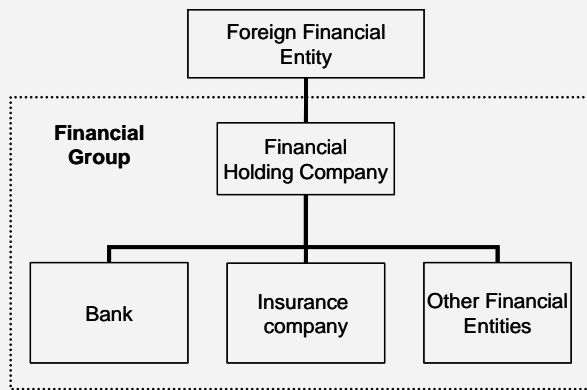 Foreign Financial
Entity
Financial
Group
Financial
Holding Company
Bank
Insurance
company
Other Financial
Entities